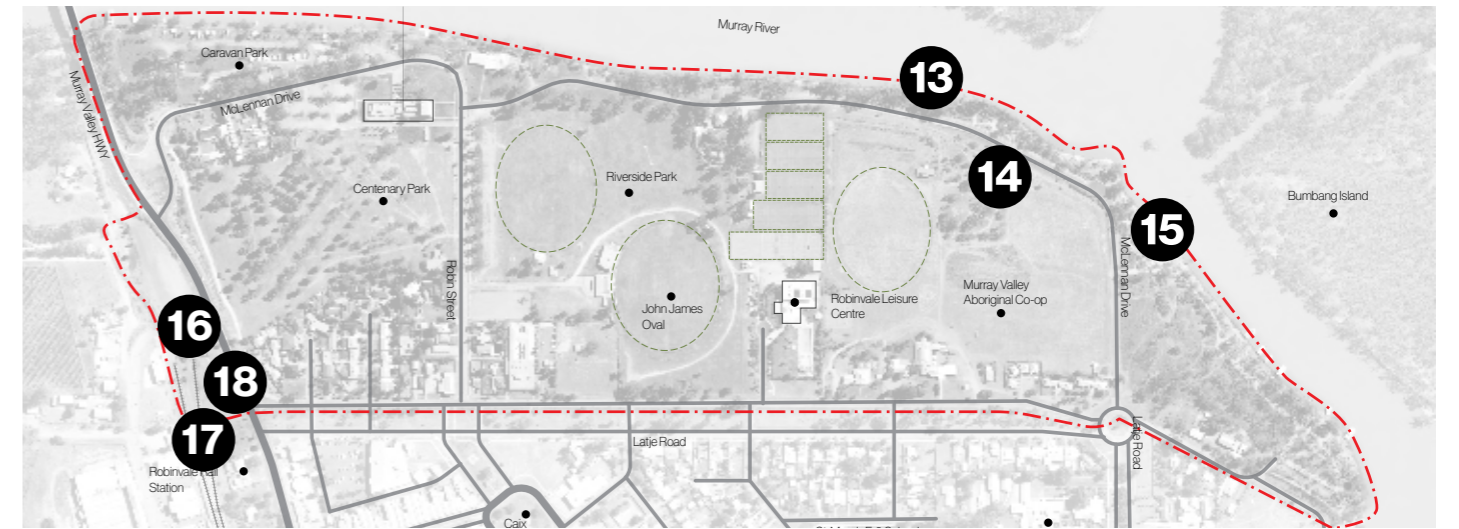 Murray River
Caravan Park
13
Murray Valley HWY
McLennan Drive
14
Riverside Park
Centenary Park
Bumbang Island
15
McLennan Drive
Robin Street
Murray Valley
Aboriginal Co-op
Robinvale Leisure
Centre
John James
Oval
16
18
17
Latje Road
Latje Road
Robinvale Rail
Station
Caix